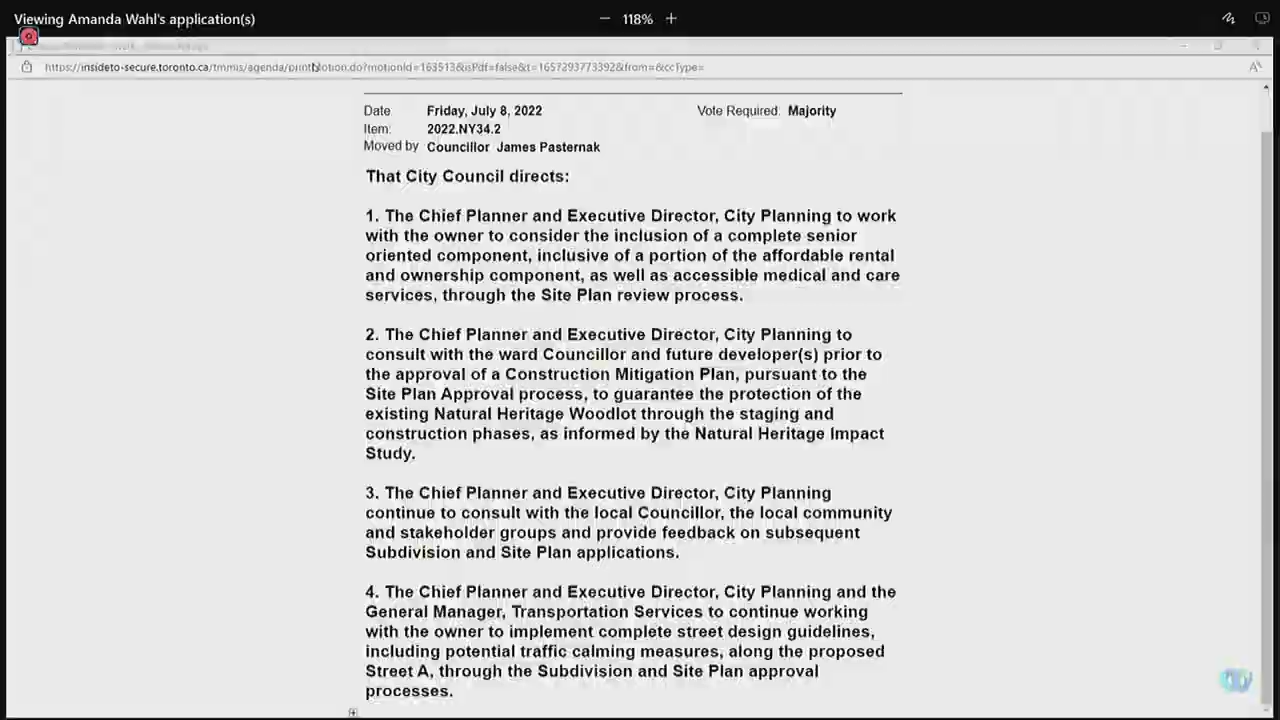 Viewing Amanda Wahl's application(s)
118%
https://insideto-secure.toronto.ca/tmmis/agenda/printMotion.do?motionId=163513&isPdf=false&t=1657293773392&from=&ccType=
Date Friday, July 8, 2022 Vote Required: Majority
Item: 2022.NY34.2
Moved by Councillor James Pasternak
That City Council directs:
1. The Chief Planner and Executive Director, City Planning to work
with the owner to consider the inclusion of a complete senior
oriented component, inclusive of a portion of the affordable rental
and ownership component, as well as accessible medical and care
services, through the Site Plan review process.
2. The Chief Planner and Executive Director, City Planning to
consult with the ward Councillor and future developer(s) prior to
the approval of a Construction Mitigation Plan, pursuant to the
Site Plan Approval process, to guarantee the protection of the
existing Natural Heritage Woodlot through the staging and
construction phases, as informed by the Natural Heritage Impact
Study.
3. The Chief Planner and Executive Director, City Planning
continue to consult with the local Councillor, the local community
and stakeholder groups and provide feedback on subsequent
Subdivision and Site Plan applications.
4. The Chief Planner and Executive Director, City Planning and the
General Manager, Transportation Services to continue working
with the owner to implement complete street design guidelines,
including potential traffic calming measures, along the proposed
Street A, through the Subdivision and Site Plan approval
processes.